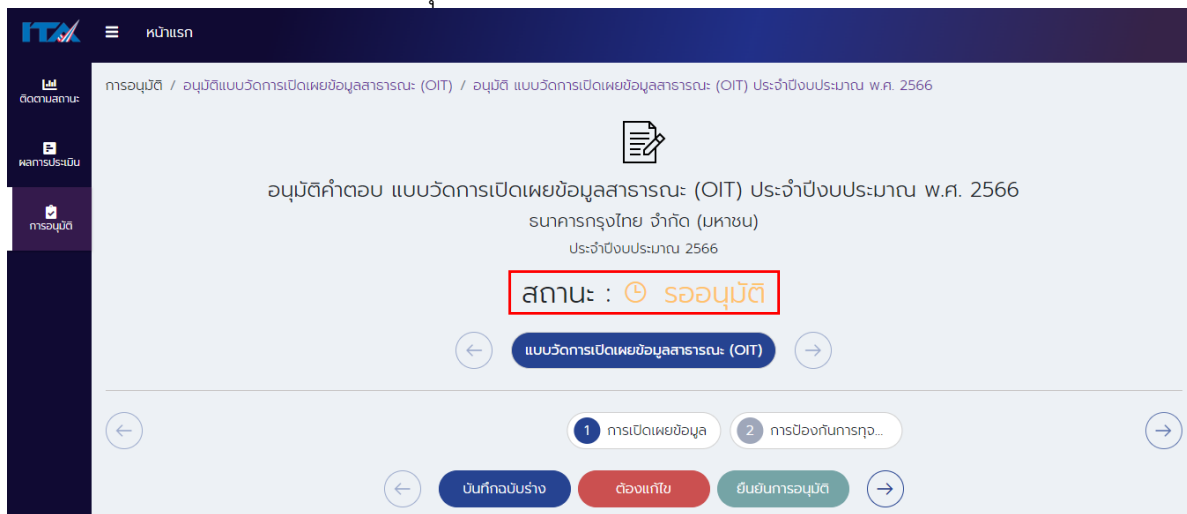 ITA
หน้าแรก
ติดตามสถานะ
ผลการประเมิน
การอนุมัติ
การอนุมัติ / อนุมัติแบบวัดการเปิดเผยข้อมูลสาธารณะ (OIT) / อนุมัติ แบบวัดการเปิดเผยข้อมูลสาธารณะ (OIT) ประจำปีงบประมาณ พ.ศ. 2566
อนุมัติคำตอบ แบบวัดการเปิดเผยข้อมูลสาธารณะ (OIT) ประจำปีงบประมาณ พ.ศ. 2566
ธนาคารกรุงไทย จำกัด (มหาชน)
ประจำปีงบประมาณ 2566
สถานะ : รออนุมัติ
แบบวัดการเปิดเผยข้อมูลสาธารณะ (OIT)
1 การเปิดเผยข้อมูล 2 การป้องกันการทุจ...
บันทึกฉบับร่าง ต้องแก้ไข ยืนยันการอนุมัติ